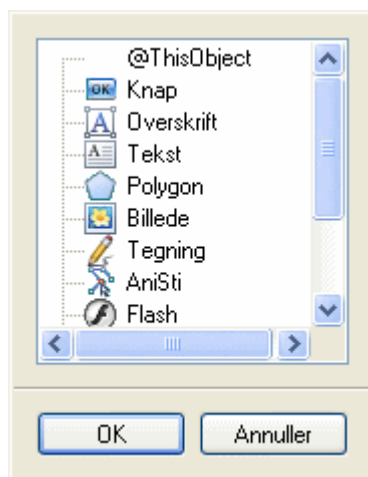 @ThisObject
OK Knap
A Overskrift
A Tekst
Polygon
Billede
Tegning
AniSti
Flash
OK Annuller